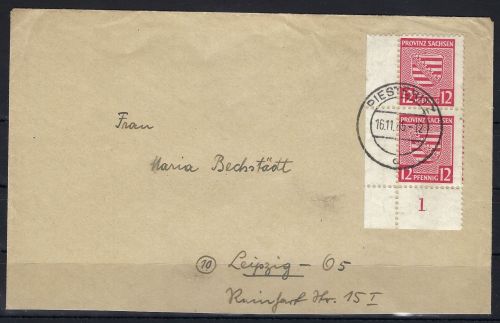 PROVINZ SACHSEN
12 12
PIEST
16.11.
PROVINZ SACHSEN
12 PFENNIG 12
1
Frau
Maria Bechstädt
10 Leipzig - O5
Reinhart Str. 15 I